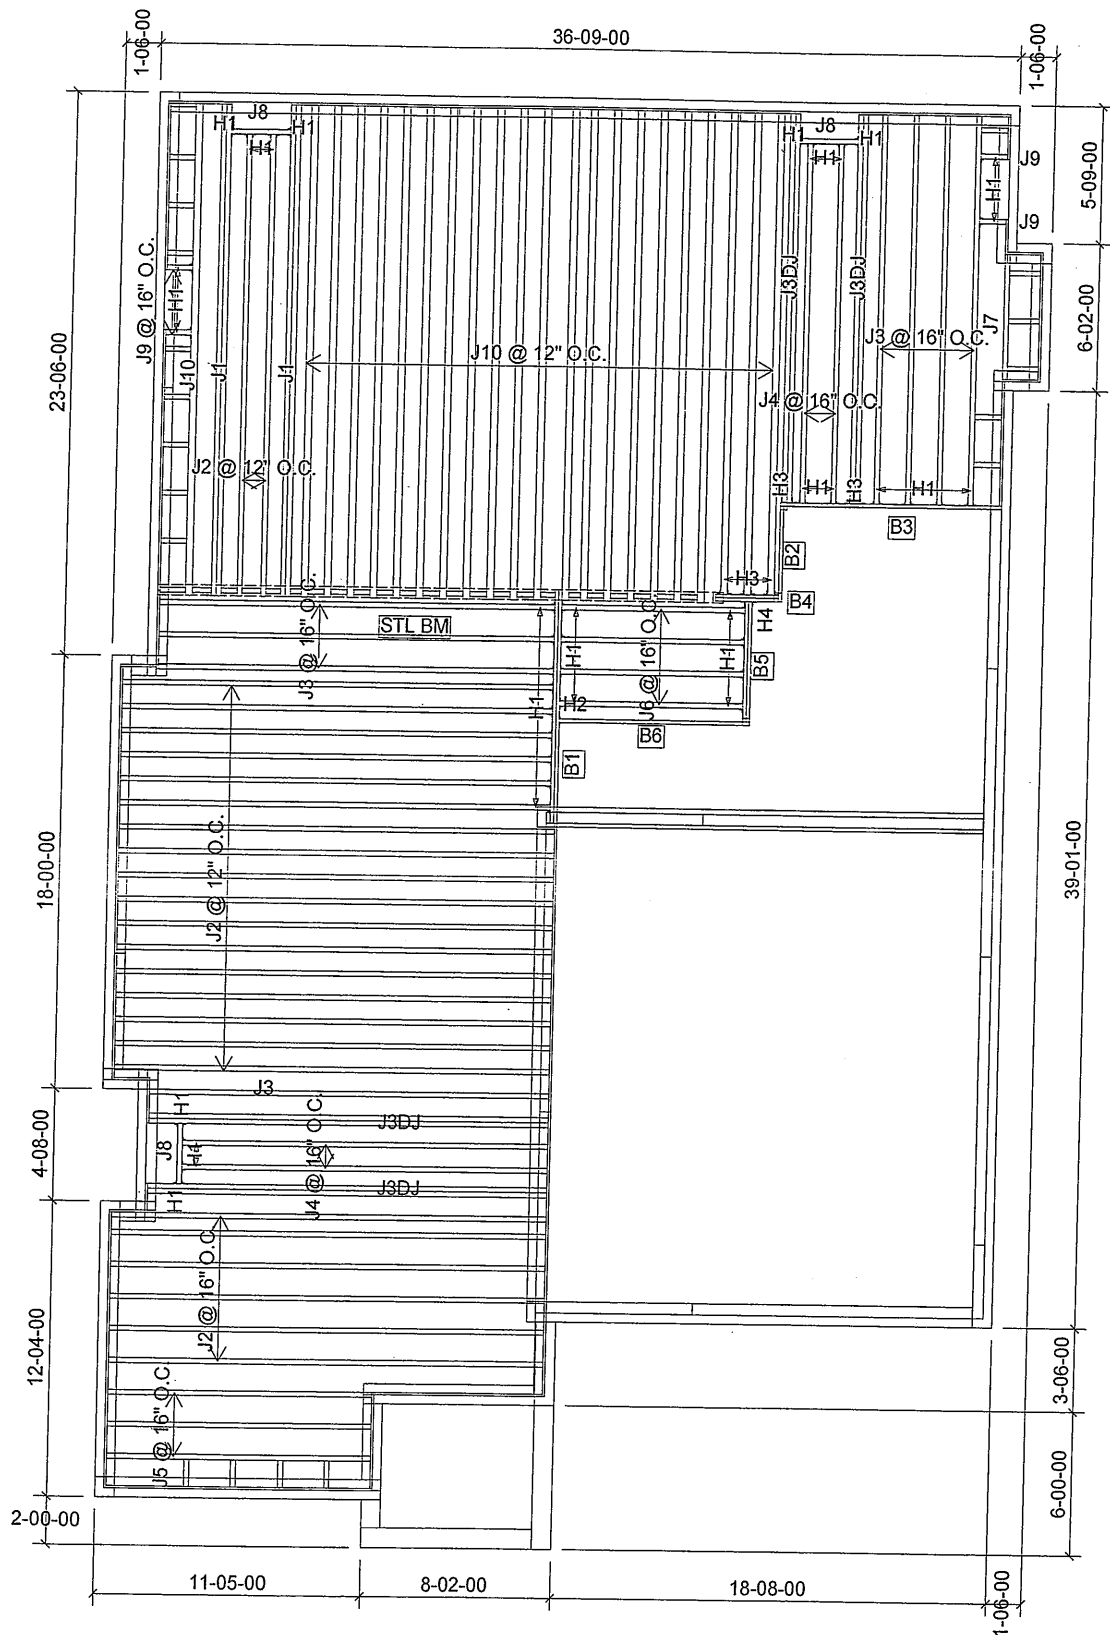 36-09-00
1-06-00
1-06-00
J8
H1
H1
H1
J8
H1
H1
H1
J9
H1
J9
5-09-00
6-02-00
23-06-00
J9 @ 16" O.C.
H1
J10
J1
J1
J10 @ 12" O.C.
J3DJ
J3DJ
J3 @ 16" O.C.
J7
J4 @ 16" O.C.
J2 @ 12" O.C.
H3
H1
H3
H1
B3
B2
H3
B4
STL BM
J3 @ 16" O.C.
H1
H1
H2
J6 @ 16" O.C.
H1
H4
B5
B6
B1
18-00-00
J2 @ 12" O.C.
39-01-00
J3
H1
J3DJ
J8
H1
J4 @ 16" O.C.
J3DJ
H1
4-08-00
J2 @ 16" O.C.
12-04-00
J5 @ 16" O.C.
3-06-00
6-00-00
2-00-00
11-05-00
8-02-00
18-08-00
1-06-00